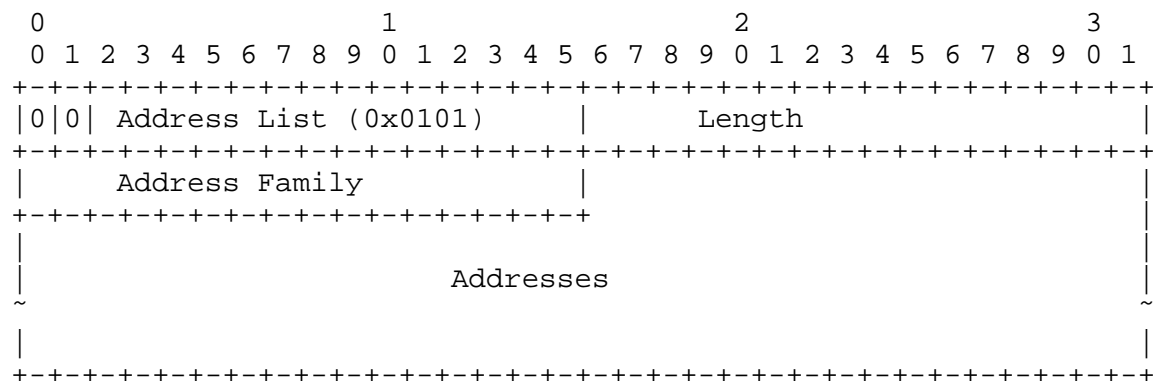 0                   1                   2                   3
 0 1 2 3 4 5 6 7 8 9 0 1 2 3 4 5 6 7 8 9 0 1 2 3 4 5 6 7 8 9 0 1
+-+-+-+-+-+-+-+-+-+-+-+-+-+-+-+-+-+-+-+-+-+-+-+-+-+-+-+-+-+-+-+-+
|0|0| Address List (0x0101)     |      Length                   |
+-+-+-+-+-+-+-+-+-+-+-+-+-+-+-+-+-+-+-+-+-+-+-+-+-+-+-+-+-+-+-+-+
|     Address Family            |                               |
+-+-+-+-+-+-+-+-+-+-+-+-+-+-+-+-+                               |
|                                                               |
|                        Addresses                              |
~                                                               ~
|                                                               |
+-+-+-+-+-+-+-+-+-+-+-+-+-+-+-+-+-+-+-+-+-+-+-+-+-+-+-+-+-+-+-+-+